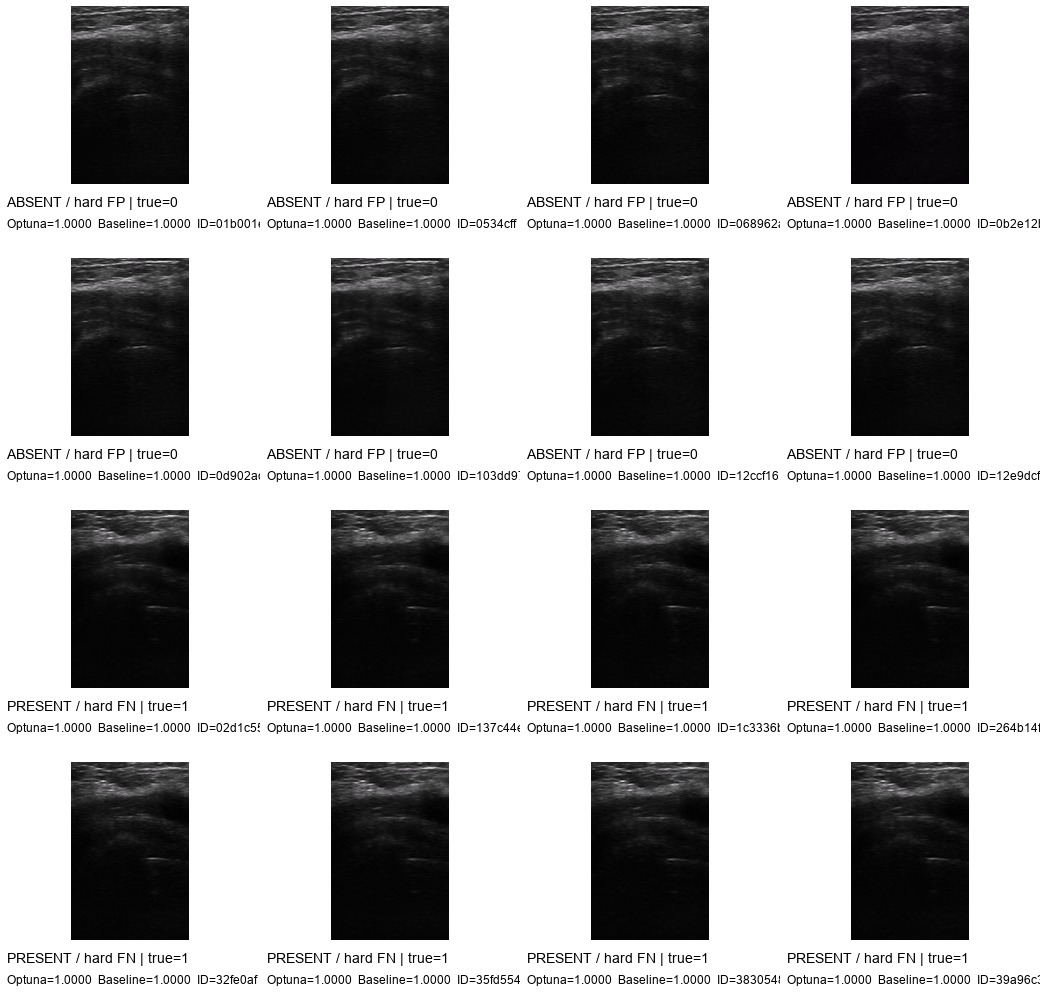 ABSENT / hard FP | true=0 ABSENT / hard FP | true=0 ABSENT / hard FP | true=0 ABSENT / hard FP | true=0
Optuna=1.0000 Baseline=1.0000 ID=01b001 Optuna=1.0000 Baseline=1.0000 ID=0534cff Optuna=1.0000 Baseline=1.0000 ID=068962 Optuna=1.0000 Baseline=1.0000 ID=0b2e12
ABSENT / hard FP | true=0 ABSENT / hard FP | true=0 ABSENT / hard FP | true=0 ABSENT / hard FP | true=0
Optuna=1.0000 Baseline=1.0000 ID=0d902a Optuna=1.0000 Baseline=1.0000 ID=103dd9 Optuna=1.0000 Baseline=1.0000 ID=12ccf16 Optuna=1.0000 Baseline=1.0000 ID=12e9dcf
PRESENT / hard FN | true=1 PRESENT / hard FN | true=1 PRESENT / hard FN | true=1 PRESENT / hard FN | true=1
Optuna=1.0000 Baseline=1.0000 ID=02d1c5 Optuna=1.0000 Baseline=1.0000 ID=137c44 Optuna=1.0000 Baseline=1.0000 ID=1c3336 Optuna=1.0000 Baseline=1.0000 ID=264b14
PRESENT / hard FN | true=1 PRESENT / hard FN | true=1 PRESENT / hard FN | true=1 PRESENT / hard FN | true=1
Optuna=1.0000 Baseline=1.0000 ID=32fe0af Optuna=1.0000 Baseline=1.0000 ID=35fd554 Optuna=1.0000 Baseline=1.0000 ID=383054 Optuna=1.0000 Baseline=1.0000 ID=39a96c